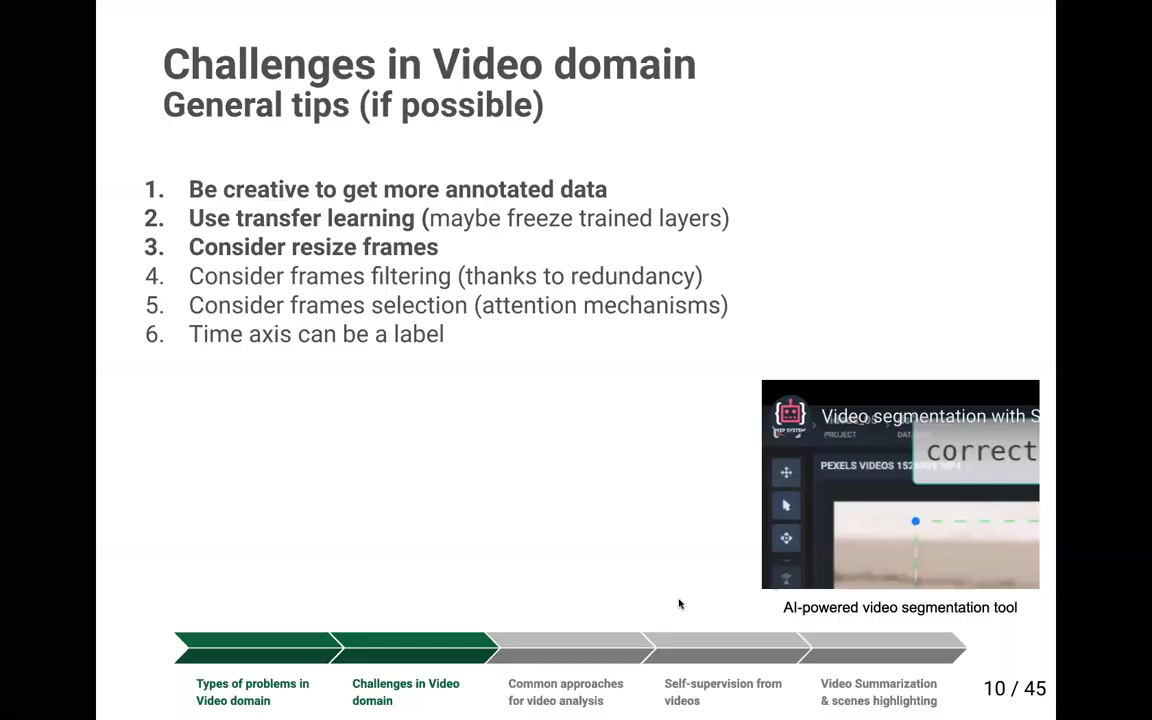 Challenges in Video domain
General tips (if possible)
1. Be creative to get more annotated data
2. Use transfer learning (maybe freeze trained layers)
3. Consider resize frames
4. Consider frames filtering (thanks to redundancy)
5. Consider frames selection (attention mechanisms)
6. Time axis can be a label
Video segmentation with S
PROJECT
correct
PEXELS VIDEOS
AI-powered video segmentation tool
Types of problems in
Video domain
Challenges in Video
domain
Common approaches
for video analysis
Self-supervision from
videos
Video Summarization
& scenes highlighting
10 / 45